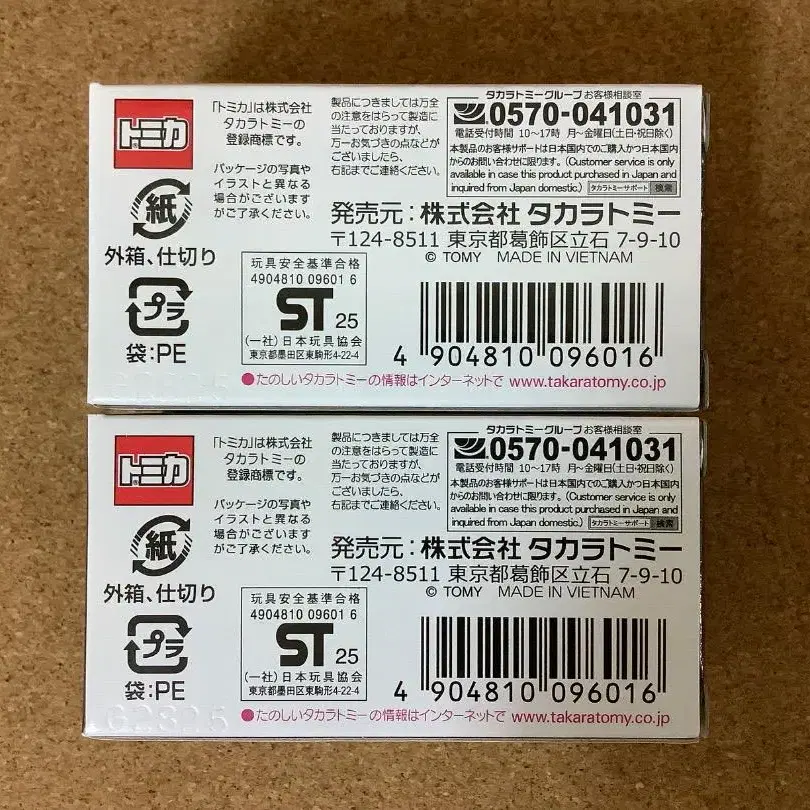 トミカ
「トミカ」は株式会社
タカラトミーの
登録商標です。
パッケージの写真や
イラストと異なる
場合がございます
がご了承ください。
製品につきましては万全
の注意をはらって製造に
当たっておりますが、
万一お気づきの点などが
ございましたら、
右記までご連絡ください。
タカラトミーグループ お客様相談室
0570-041031
電話受付時間 10〜17時 月〜金曜日(土日・祝日除く)
本製品のお客様サポートは日本国内でのご購入かつ日本国内
からのお問い合わせに限ります。(Customer service is only
available in case this product purchased in Japan and
inquired from Japan domestic.) タカラトミーサポート 検索
発売元:株式会社 タカラトミー
〒124-8511 東京都葛飾区立石 7-9-10
© TOMY MADE IN VIETNAM
紙
外箱、仕切り
プラ
袋:PE
玩具安全基準合格
4904810 09601 6
ST 25
(一社)日本玩具協会
東京都墨田区東駒形4-22-4
4 904810 096016
●たのしいタカラトミーの情報はインターネットで www.takaratomy.co.jp
トミカ
「トミカ」は株式会社
タカラトミーの
登録商標です。
パッケージの写真や
イラストと異なる
場合がございます
がご了承ください。
製品につきましては万全
の注意をはらって製造に
当たっておりますが、
万一お気づきの点などが
ございましたら、
右記までご連絡ください。
タカラトミーグループ お客様相談室
0570-041031
電話受付時間 10〜17時 月〜金曜日(土日・祝日除く)
本製品のお客様サポートは日本国内でのご購入かつ日本国内
からのお問い合わせに限ります。(Customer service is only
available in case this product purchased in Japan and
inquired from Japan domestic.) タカラトミーサポート 検索
発売元:株式会社 タカラトミー
〒124-8511 東京都葛飾区立石 7-9-10
© TOMY MADE IN VIETNAM
紙
外箱、仕切り
プラ
袋:PE
玩具安全基準合格
4904810 09601 6
ST 25
(一社)日本玩具協会
東京都墨田区東駒形4-22-4
4 904810 096016
●たのしいタカラトミーの情報はインターネットで www.takaratomy.co.jp